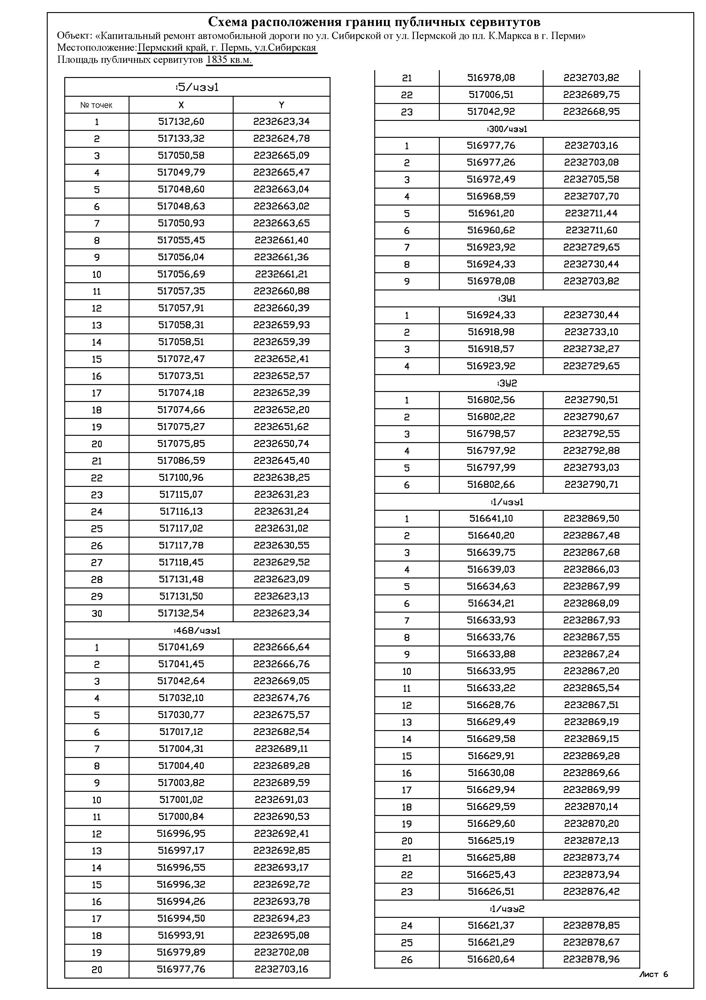 Схема расположения границ публичных сервитутов
Объект: «Капитальный ремонт автомобильной дороги по ул. Сибирской от ул. Пермской до пл. К.Маркса в г. Перми»
Местоположение:Пермский край, г. Пермь, ул.Сибирская
Площадь публичных сервитутов 1835 кв.м.
:5/чзу1
№ точек X Y
1 517132,60 2232623,34
2 517133,32 2232624,78
3 517050,58 2232665,09
4 517049,79 2232665,47
5 517048,60 2232663,04
6 517048,63 2232663,02
7 517050,93 2232663,65
8 517055,45 2232661,40
9 517056,04 2232661,36
10 517056,69 2232661,21
11 517057,35 2232660,88
12 517057,91 2232660,39
13 517058,31 2232659,93
14 517058,51 2232659,39
15 517072,47 2232652,41
16 517073,51 2232652,57
17 517074,18 2232652,39
18 517074,66 2232652,20
19 517075,27 2232651,62
20 517075,85 2232650,74
21 517086,59 2232645,40
22 517100,96 2232638,25
23 517115,07 2232631,23
24 517116,13 2232631,24
25 517117,02 2232631,02
26 517117,78 2232630,55
27 517118,45 2232629,52
28 517131,48 2232623,09
29 517131,50 2232623,13
30 517132,54 2232623,34
:468/чзу1
1 517041,69 2232666,64
2 517041,45 2232666,76
3 517042,64 2232669,05
4 517032,10 2232674,76
5 517030,77 2232675,57
6 517017,12 2232682,54
7 517004,31 2232689,11
8 517004,40 2232689,28
9 517003,82 2232689,59
10 517001,02 2232691,03
11 517000,84 2232690,53
12 516996,95 2232692,41
13 516997,17 2232692,85
14 516996,55 2232693,17
15 516996,32 2232692,72
16 516994,26 2232693,78
17 516994,50 2232694,23
18 516993,91 2232695,08
19 516979,89 2232702,08
20 516977,76 2232703,16
21 516978,08 2232703,82
22 517006,51 2232689,75
23 517042,92 2232668,95
:300/чзу1
1 516977,76 2232703,16
2 516977,26 2232703,08
3 516972,49 2232705,58
4 516968,59 2232707,70
5 516961,20 2232711,44
6 516960,62 2232711,60
7 516923,92 2232729,65
8 516924,33 2232730,44
9 516978,08 2232703,82
:ЗУ1
1 516924,33 2232730,44
2 516918,98 2232733,10
3 516918,57 2232732,27
4 516923,92 2232729,65
:ЗУ2
1 516802,56 2232790,51
2 516802,22 2232790,67
3 516798,57 2232792,55
4 516797,92 2232792,88
5 516797,99 2232793,03
6 516802,66 2232790,71
:1/чзу1
1 516641,10 2232869,50
2 516640,20 2232867,48
3 516639,75 2232867,68
4 516639,03 2232866,03
5 516634,63 2232867,99
6 516634,21 2232868,09
7 516633,93 2232867,93
8 516633,76 2232867,55
9 516633,88 2232867,24
10 516633,95 2232867,20
11 516633,22 2232865,54
12 516628,76 2232867,51
13 516629,49 2232869,19
14 516629,58 2232869,15
15 516629,91 2232869,28
16 516630,08 2232869,66
17 516629,94 2232869,99
18 516629,59 2232870,14
19 516629,60 2232870,20
20 516625,19 2232872,13
21 516625,88 2232873,74
22 516625,43 2232873,94
23 516626,51 2232876,42
:1/чзу2
24 516621,37 2232878,85
25 516621,29 2232878,67
26 516620,64 2232878,96
Лист 6